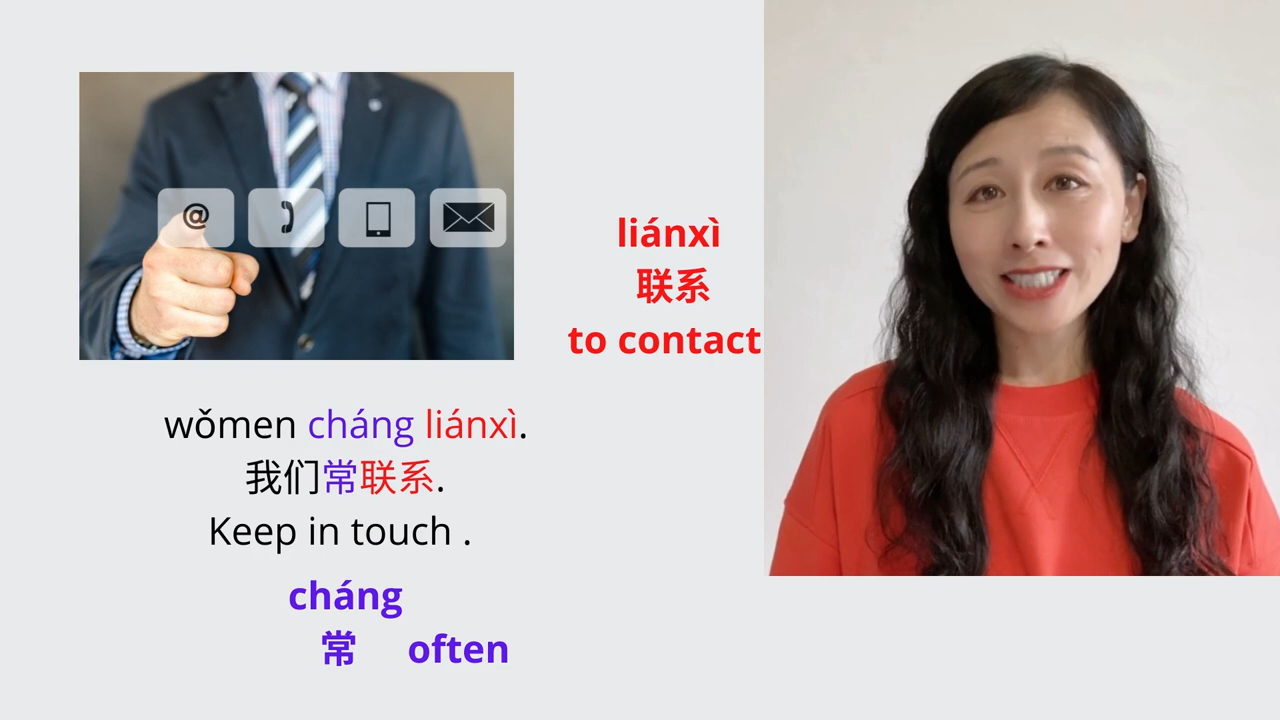 @
liánxì
联系
to contact
wǒmen cháng liánxì.
我们常联系.
Keep in touch .
cháng
常 often